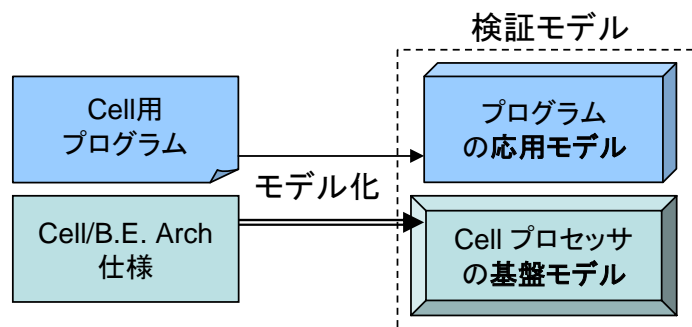 検証モデル
Cell用
プログラム
プログラム
の応用モデル
モデル化
Cell/B.E. Arch
仕様
Cell プロセッサ
の基盤モデル